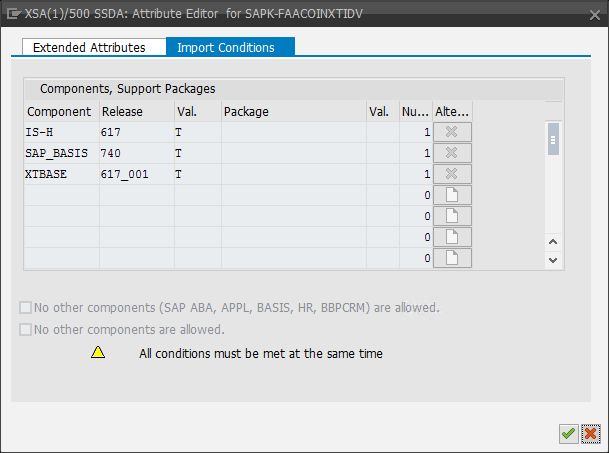 XSA(1)/500 SSDA: Attribute Editor for SAPK-FAACOINXTIDV
Extended Attributes Import Conditions
Components, Support Packages
Component Release Val. Package Val. Nu... Alte...
IS-H 617 T 1
SAP_BASIS 740 T 1
XTBASE 617_001 T 1
0
0
0
0
No other components (SAP ABA, APPL, BASIS, HR, BBPCRM) are allowed.
No other components are allowed.
All conditions must be met at the same time